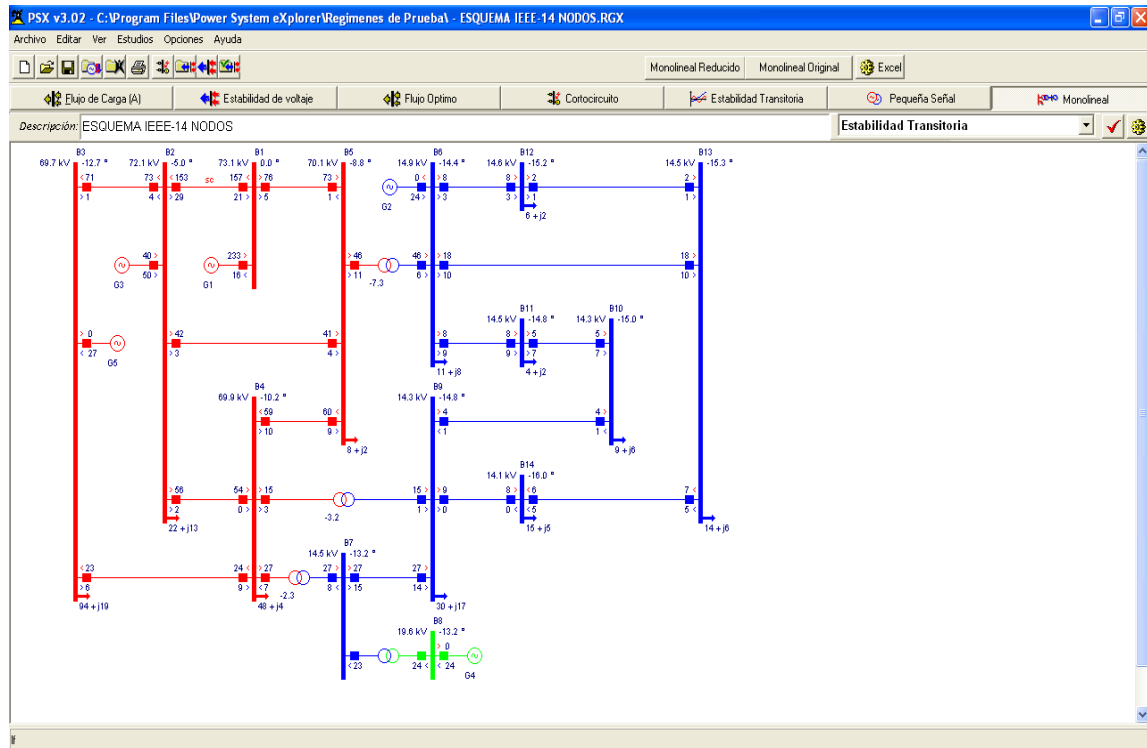 PSX v3.02 - C:\Program Files\Power System eXplorer\Regimenes de Prueba\ - ESQUEMA IEEE-14 NODOS.RGX
Archivo Editar Ver Estudios Opciones Ayuda
Monolineal Reducido Monolineal Original Excel
Flujo de Carga (A) Estabilidad de voltaje Flujo Optimo Cortocircuito Estabilidad Transitoria Pequeña Señal Monolineal
Descripción: ESQUEMA IEEE-14 NODOS Estabilidad Transitoria
B3 B2 B1 B5 B6 B12 B13
69.7 kV -12.7 ° 72.1 kV -5.0 ° 73.1 kV 0.0 ° 70.1 kV -8.8 ° 14.9 kV -14.4 ° 14.6 kV -15.2 ° 14.5 kV -15.3 °
<71 73 < <153 sc 157 < >76 73 > 0 < >8 8 > >2 2 >
> 1 4 < > 29 21 > > 5 1 < G2 24 > > 3 3 > > 1 1 >
6 + j2
40 > 233 > > 46 46 > > 18 18 >
50 > 16 < > 11 6 > > 10 10 >
G3 G1 -7.3
B11 B10
14.5 kV -14.8 ° 14.3 kV -15.0 °
> 0 > 42 41 > > 8 8 > > 5 5 >
< 27 > 3 4 > > 9 9 > > 7 7 >
G5 11 + j8 4 + j2
B4 B9
69.9 kV -10.2 ° 14.3 kV -14.8 °
<59 60 < > 4 4 >
> 10 9 > < 1 1 <
8 + j2 9 + j6
B14
14.1 kV -16.0 °
> 56 54 > > 15 15 > > 9 8 > < 6 7 <
> 2 0 > > 3 1 > > 0 0 > < 5 5 <
22 + j13 -3.2 15 + j5 14 + j6
B7
14.5 kV -13.2 °
< 23 24 < > 27 27 > > 27 27 >
> 6 9 > < 7 8 < > 15 14 >
94 + j19 48 + j4 -2.3 30 + j17
B8
19.6 kV -13.2 °
> 0
< 23 24 < < 24 G4
lf